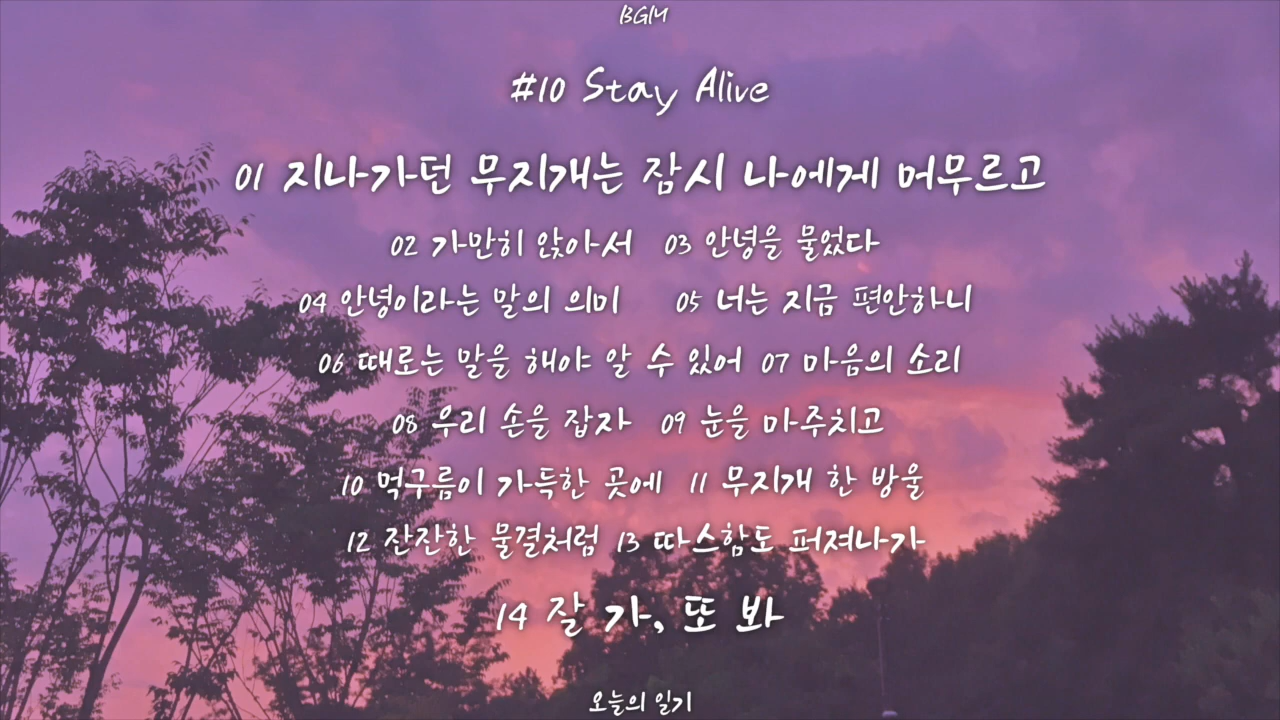 BGM
#10 Stay Alive
01 지나가던 무지개는 잠시 나에게 머무르고
02 가만히 앉아서 03 안녕을 물었다
04 안녕이라는 말의 의미 05 너는 지금 편안하니
06 때로는 말을 해야 알 수 있어 07 마음의 소리
08 우리 손을 잡자 09 눈을 마주치고
10 먹구름이 가득한 곳에 11 무지개 한 방울
12 잔잔한 물결처럼 13 따스함도 퍼져나가
14 잘 가, 또 봐
오늘의 일기